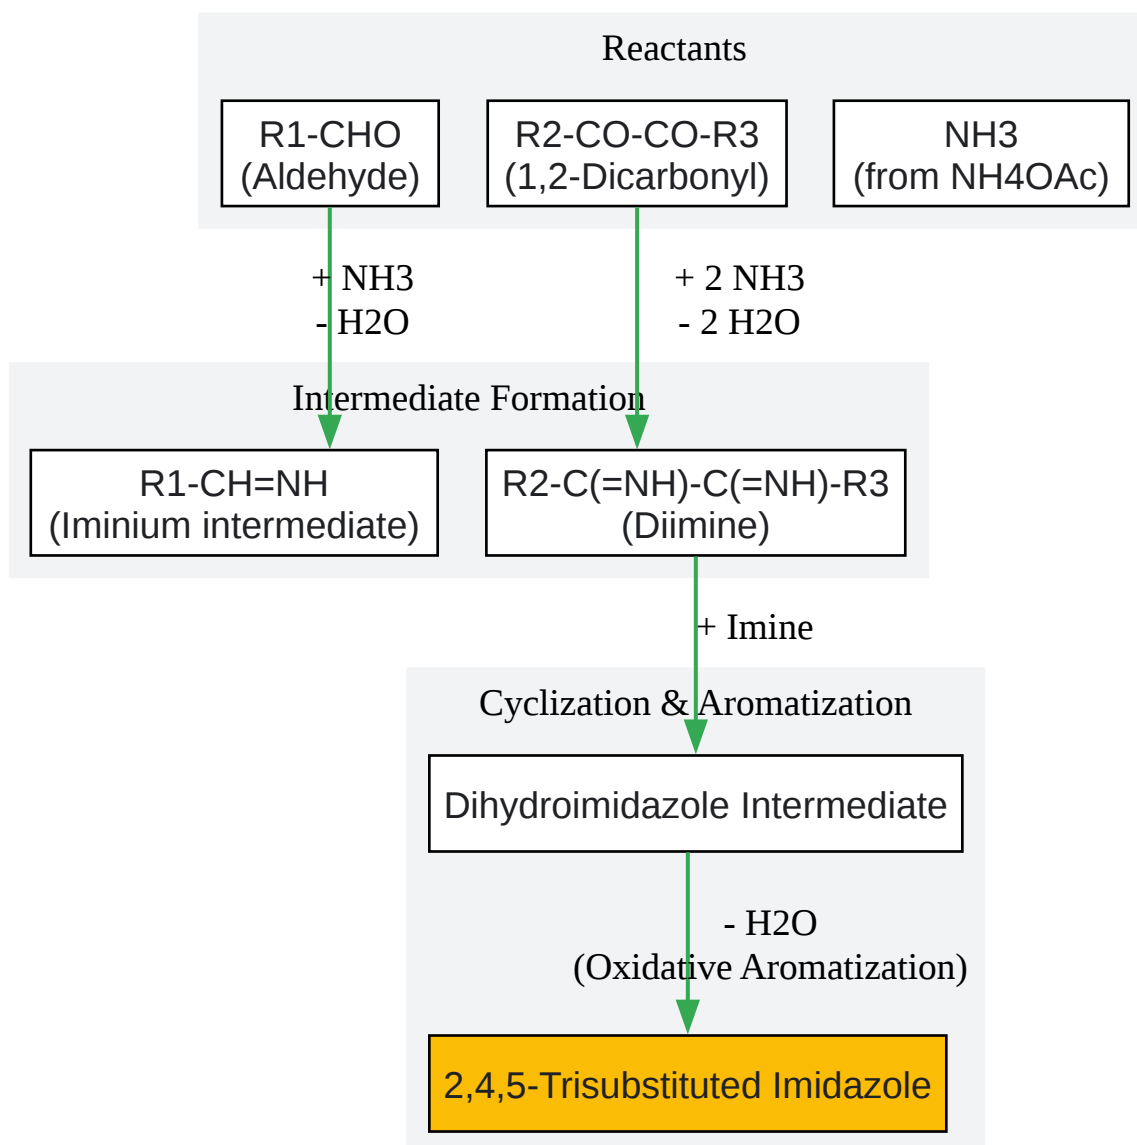 Reactants
R1-CHO
(Aldehyde)
R2-CO-CO-R3
(1,2-Dicarbonyl)
NH3
(from NH4OAc)
+ NH3
- H2O
+ 2 NH3
- 2 H2O
Intermediate Formation
R1-CH=NH
(Iminium intermediate)
R2-C(=NH)-C(=NH)-R3
(Diimine)
+ Imine
Cyclization & Aromatization
Dihydroimidazole Intermediate
- H2O
(Oxidative Aromatization)
2,4,5-Trisubstituted Imidazole